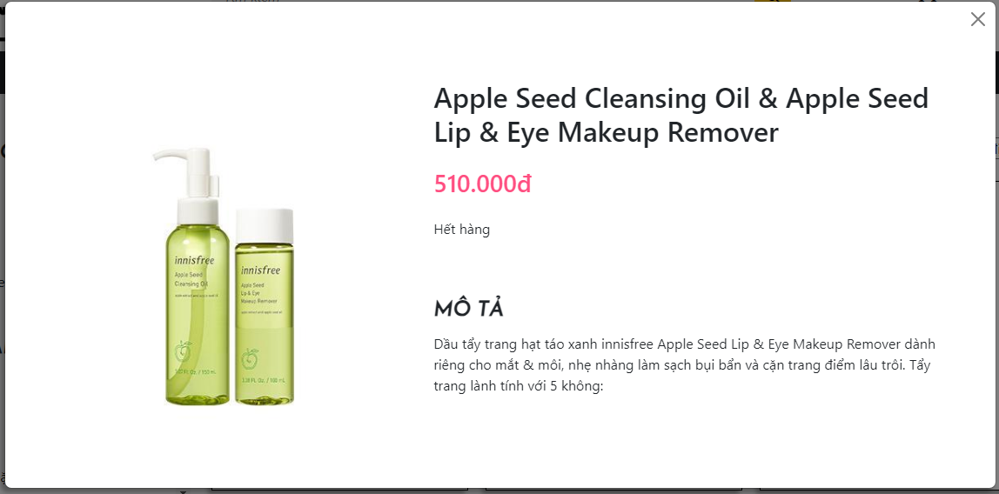 Apple Seed Cleansing Oil & Apple Seed
Lip & Eye Makeup Remover
510.000đ
Hết hàng
MÔ TẢ
Dầu tẩy trang hạt táo xanh innisfree Apple Seed Lip & Eye Makeup Remover dành
riêng cho mắt & môi, nhẹ nhàng làm sạch bụi bẩn và cặn trang điểm lâu trôi. Tẩy
trang lành tính với 5 không:
innisfree
Apple Seed
Cleansing Oil
innisfree
Apple Seed
Lip & Eye
Makeup Remover